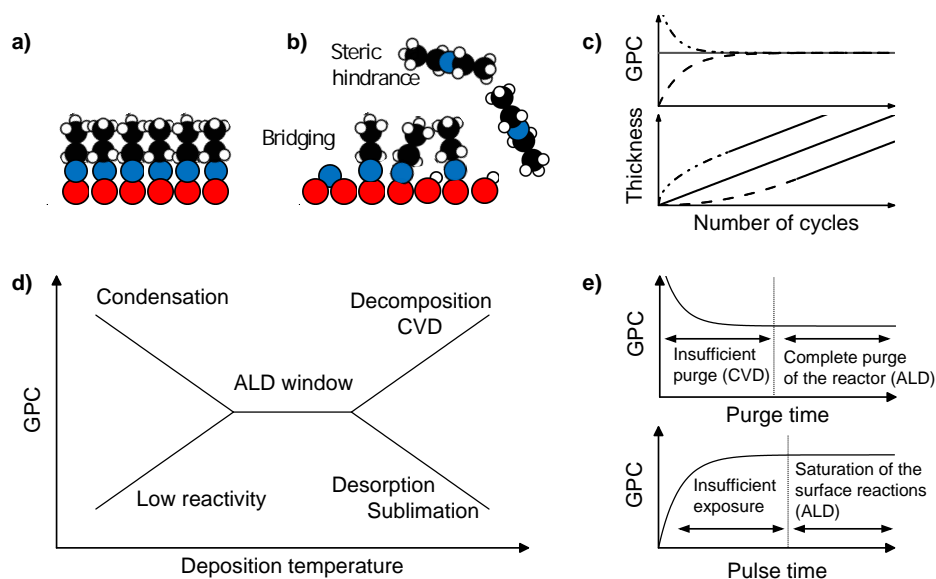 a)
b)
Steric
hindrance
Bridging
c)
GPC
Thickness
Number of cycles
d)
Condensation
Decomposition
CVD
ALD window
GPC
Low reactivity
Desorption
Sublimation
Deposition temperature
e)
GPC
Insufficient
purge (CVD)
Complete purge
of the reactor (ALD)
Purge time
GPC
Insufficient
exposure
Saturation of the
surface reactions
(ALD)
Pulse time